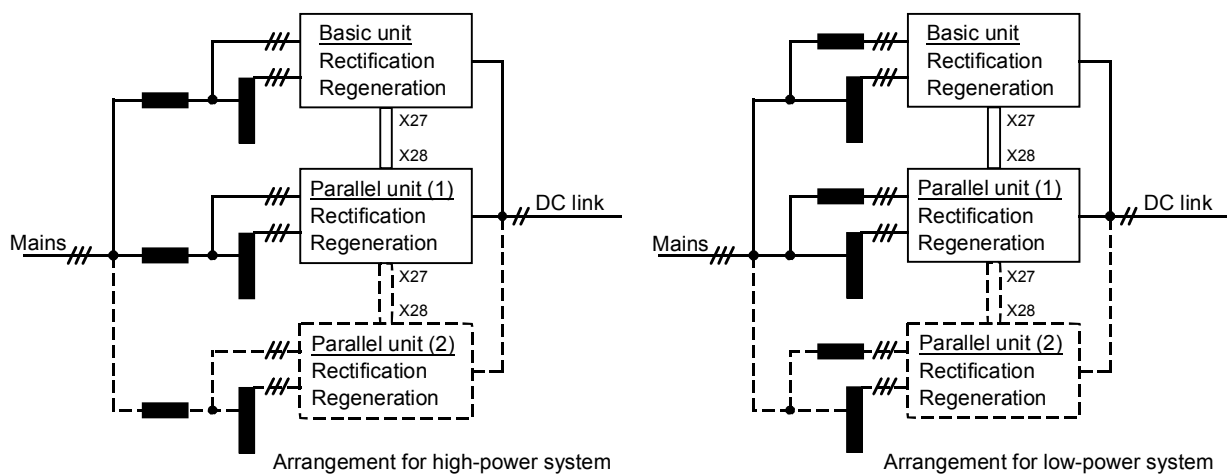 Basic unit
Rectification
Regeneration
X27
X28
Parallel unit (1)
Rectification
Regeneration
DC link
Mains
X27
X28
Parallel unit (2)
Rectification
Regeneration
Arrangement for high-power system
Basic unit
Rectification
Regeneration
X27
X28
Parallel unit (1)
Rectification
Regeneration
DC link
Mains
X27
X28
Parallel unit (2)
Rectification
Regeneration
Arrangement for low-power system